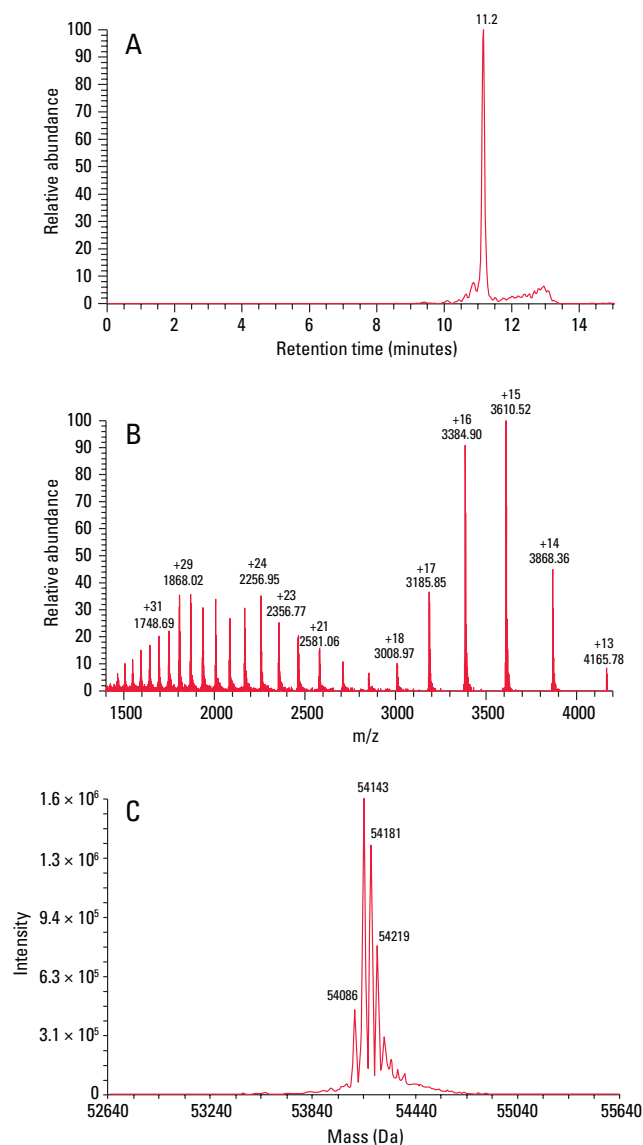 A
11.2
100
90
80
70
60
50
40
30
20
10
0
Relative abundance
0 2 4 6 8 10 12 14
Retention time (minutes)
B
+15
3610.52
+16
3384.90
+14
3868.36
+17
3185.85
+29
1868.02
+24
2256.95
+23
2356.77
+31
1748.69
+21
2581.06
+18
3008.97
+13
4165.78
100
90
80
70
60
50
40
30
20
10
0
Relative abundance
1500 2000 2500 3000 3500 4000
m/z
C
54143
54181
54219
54086
1.6 × 10⁶
1.3 × 10⁶
9.4 × 10⁵
6.3 × 10⁵
3.1 × 10⁵
0
Intensity
52640 53240 53840 54440 55040 55640
Mass (Da)